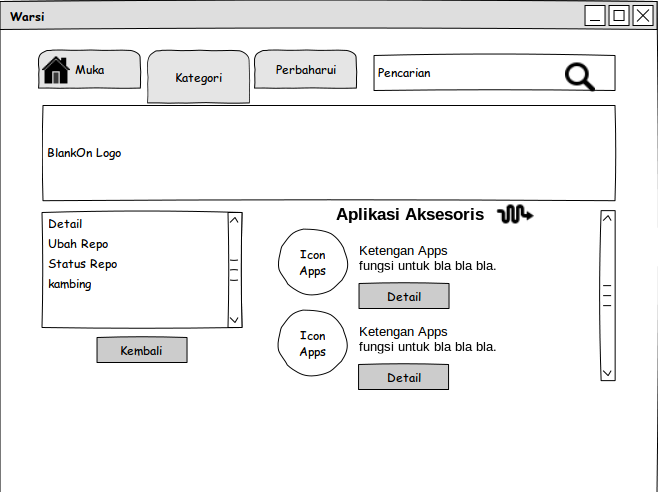 Warsi
Muka
Kategori
Perbaharui
Pencarian
BlankOn Logo
Detail
Ubah Repo
Status Repo
kambing
Kembali
Aplikasi Aksesoris
Icon
Apps
Ketengan Apps
fungsi untuk bla bla bla.
Detail
Icon
Apps
Ketengan Apps
fungsi untuk bla bla bla.
Detail